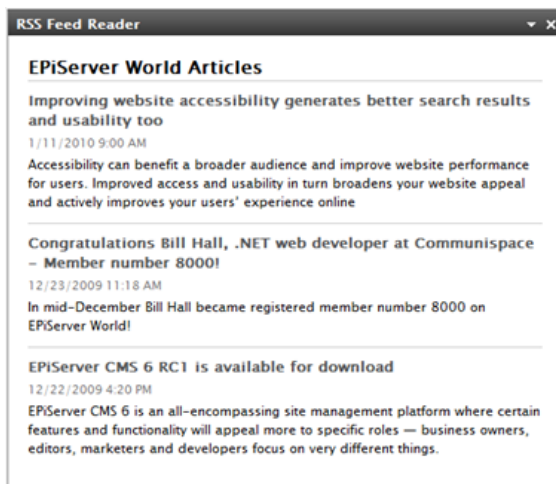 RSS Feed Reader
EPiServer World Articles
Improving website accessibility generates better search results
and usability too
1/11/2010 9:00 AM
Accessibility can benefit a broader audience and improve website performance
for users. Improved access and usability in turn broadens your website appeal
and actively improves your users' experience online
Congratulations Bill Hall, .NET web developer at Communispace
– Member number 8000!
12/23/2009 11:18 AM
In mid-December Bill Hall became registered member number 8000 on
EPiServer World!
EPiServer CMS 6 RC1 is available for download
12/22/2009 4:20 PM
EPiServer CMS 6 is an all-encompassing site management platform where certain
features and functionality will appeal more to specific roles — business owners,
editors, marketers and developers focus on very different things.